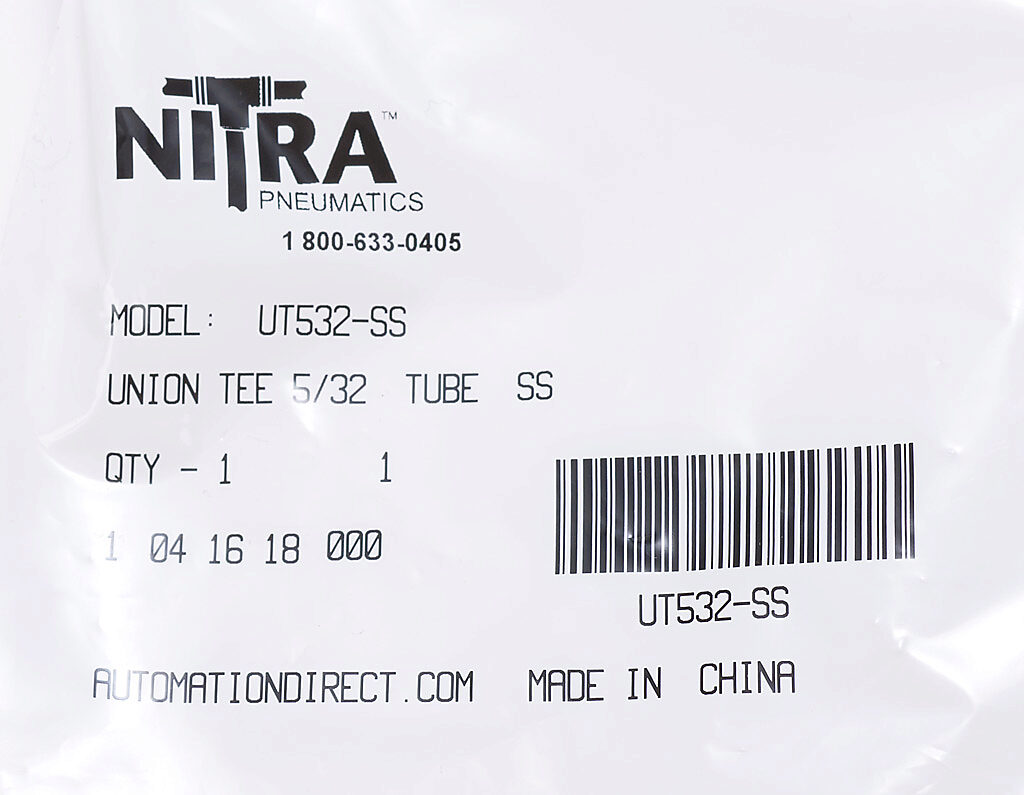 NITRA™
PNEUMATICS
1 800-633-0405
MODEL: UT532-SS
UNION TEE 5/32 TUBE SS
QTY - 1 1
1 04 16 18 000
UT532-SS
AUTOMATIONDIRECT.COM MADE IN CHINA